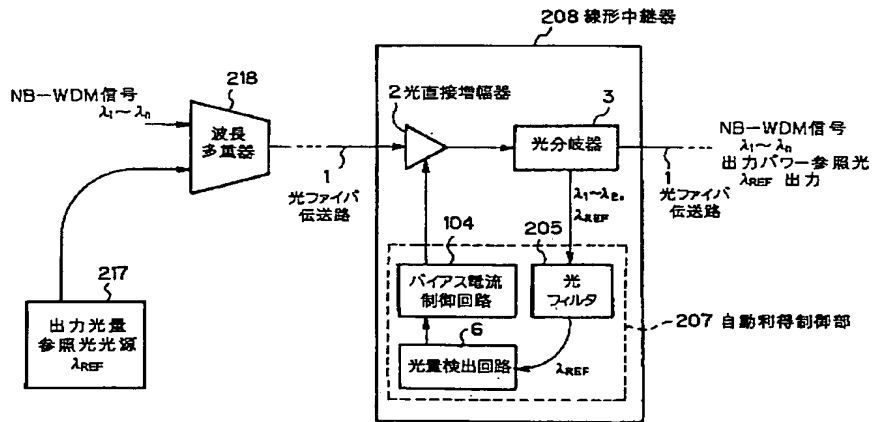 208 線形中継器
218
NB-WDM信号
λ1~λn
波長
多重器
2光直接増幅器
3
光分岐器
NB-WDM信号
λ1~λn
出力パワー参照光
λREF 出力
1
光ファイバ
伝送路
1
光ファイバ
伝送路
λ1~λ2,
λREF
104
205
バイアス電流
制御回路
光
フィルタ
217
出力光量
参照光光源
λREF
207 自動利得制御部
6
光量検出回路
λREF